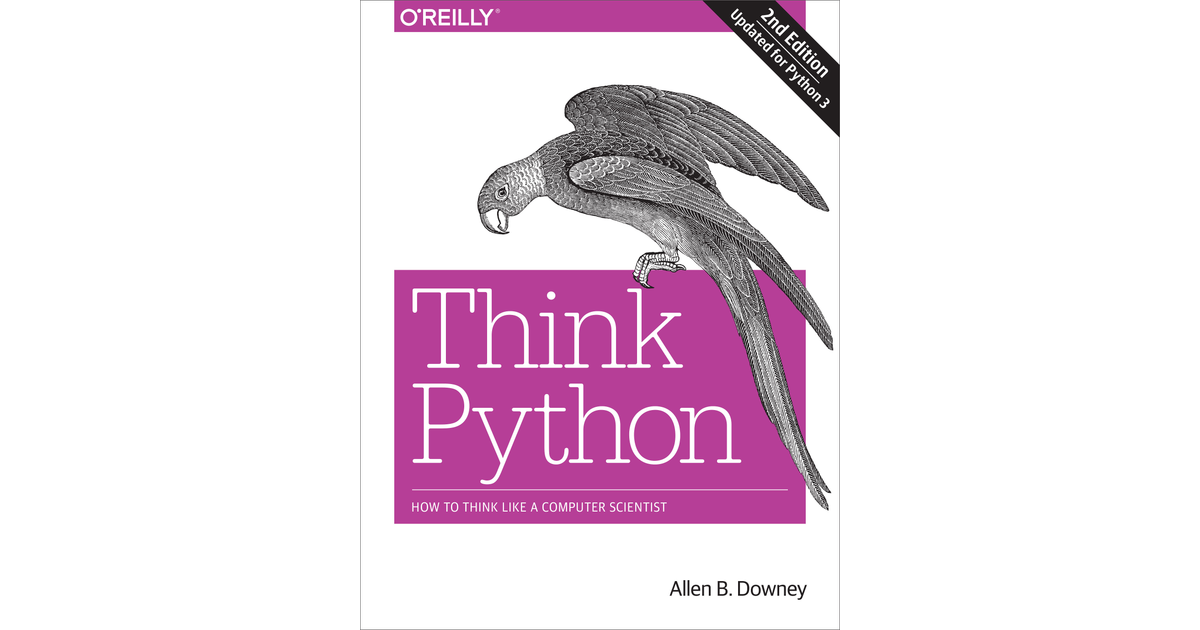 O'REILLY®
2nd Edition
Updated for Python 3
Think
Python
HOW TO THINK LIKE A COMPUTER SCIENTIST
Allen B. Downey